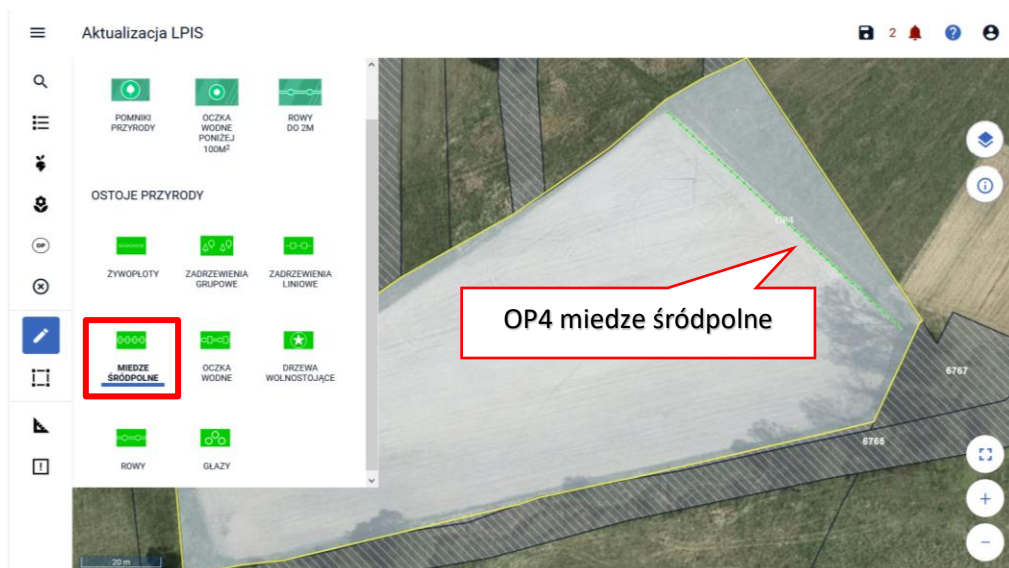 Aktualizacja LPIS
2
?
POMNIKI
PRZYRODY
OCZKA
WODNE
PONIŻEJ
100M²
ROWY
DO 2M
OSTOJE PRZYRODY
OP
ŻYWOPŁOTY
ZADRZEWIENIA
GRUPOWE
ZADRZEWIENIA
LINIOWE
MIEDZE
ŚRÓDPOLNE
OCZKA
WODNE
DRZEWA
WOLNOSTOJĄCE
ROWY
GŁAZY
OP4
OP4 miedze śródpolne
6767
6766
20 m